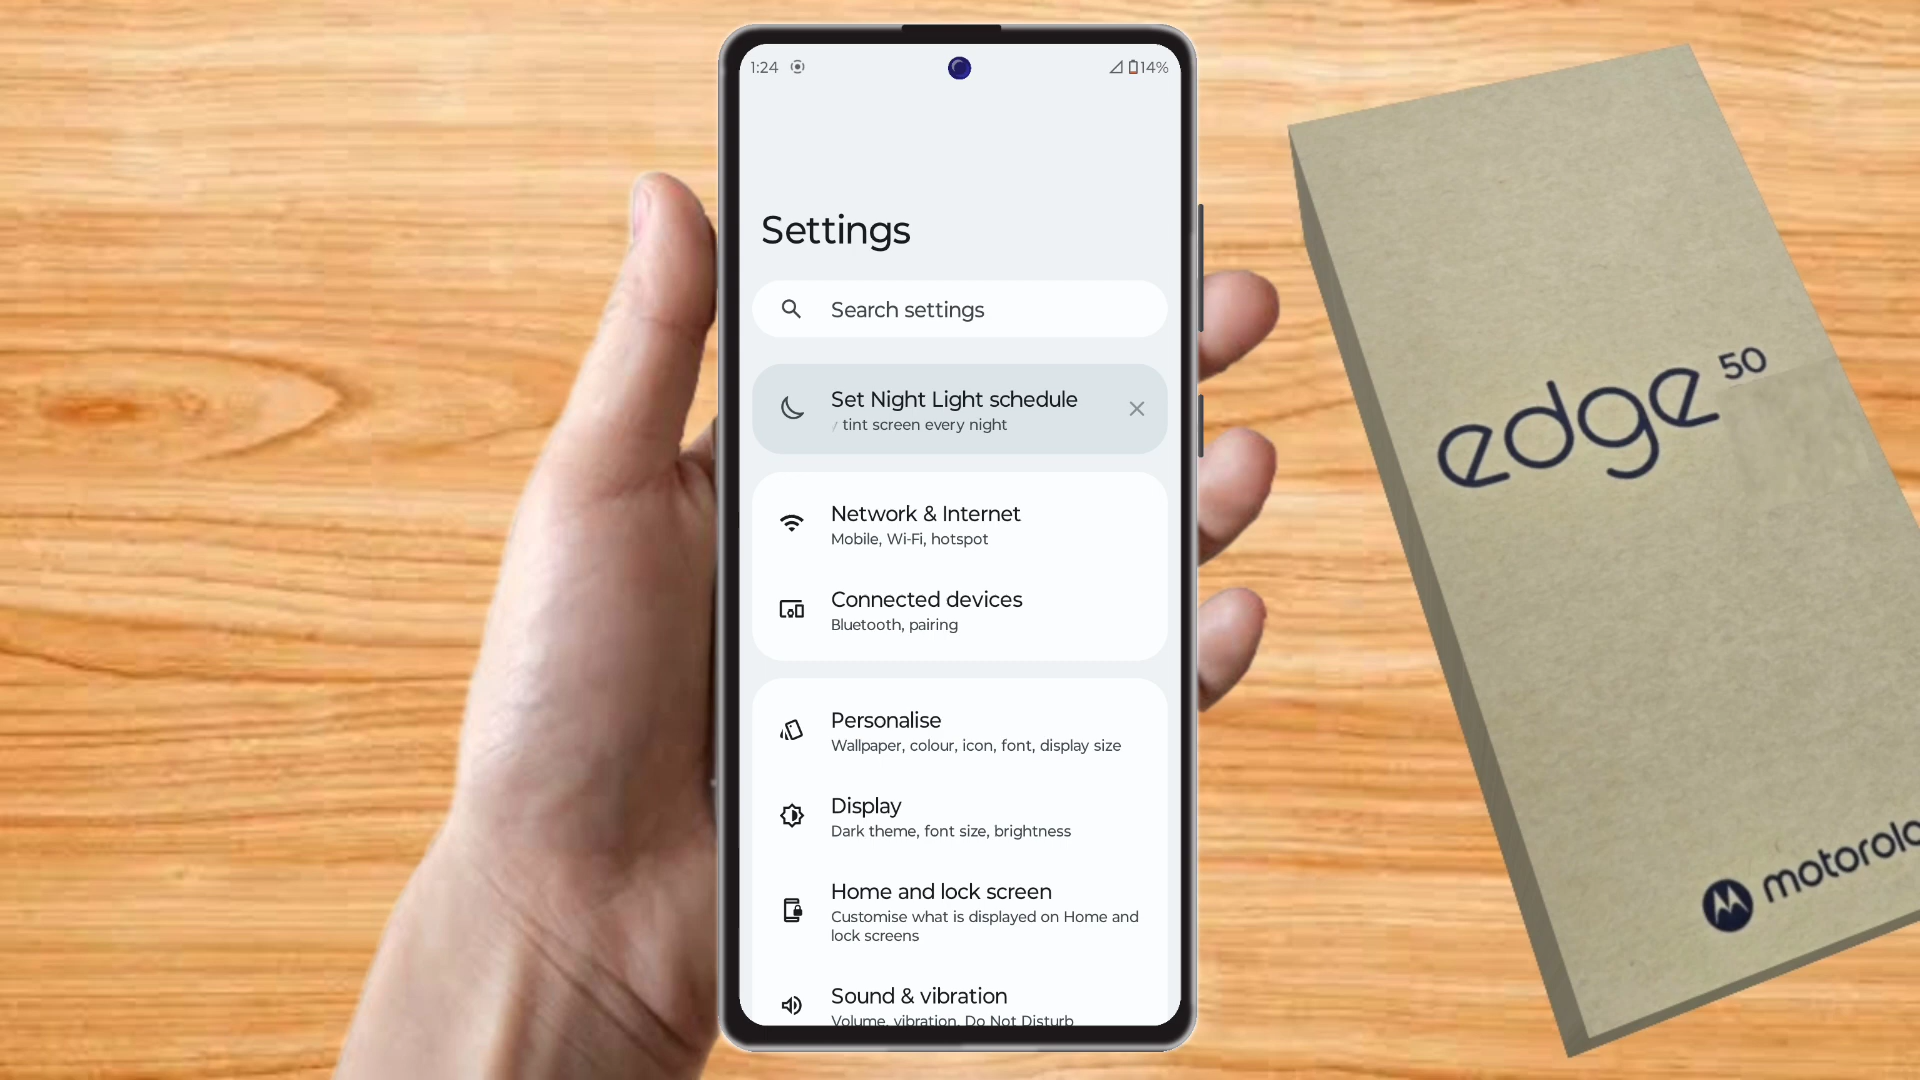 1:24
14%
Settings
Search settings
Set Night Light schedule
tint screen every night
Network & Internet
Mobile, Wi-Fi, hotspot
Connected devices
Bluetooth, pairing
Personalise
Wallpaper, colour, icon, font, display size
Display
Dark theme, font size, brightness
Home and lock screen
Customise what is displayed on Home and
lock screens
Sound & vibration
Volume, vibration, Do Not Disturb
edge 50
motorola